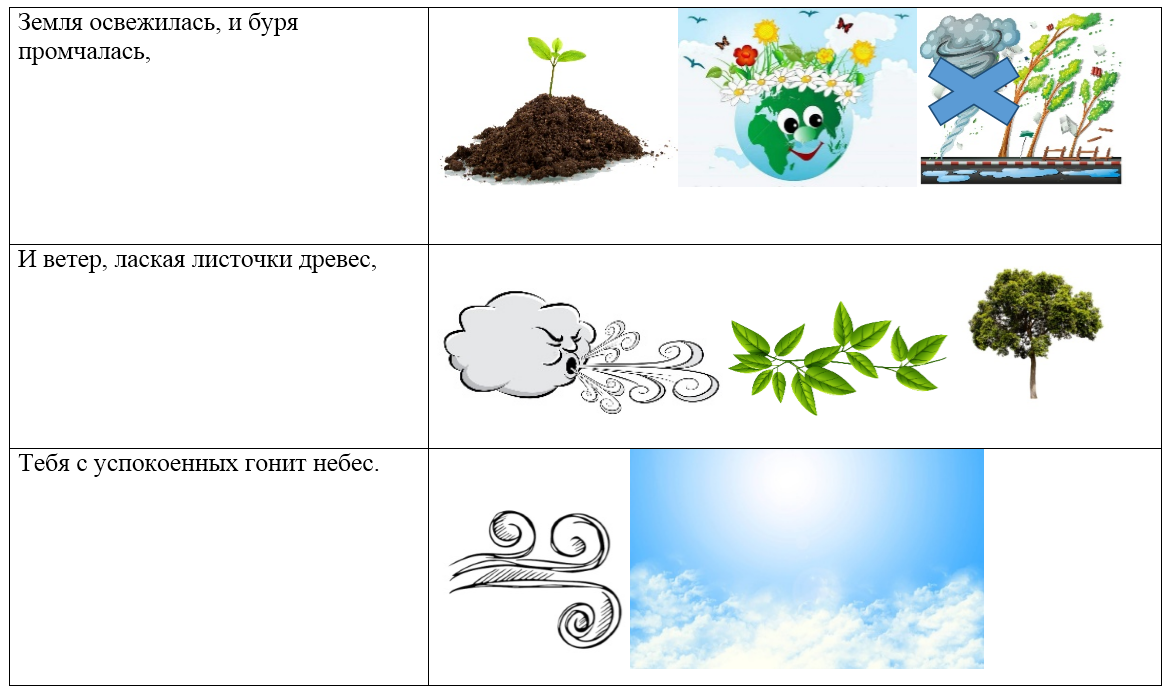 Земля освежилась, и буря
промчалась,
И ветер, лаская листочки древес,
Тебя с успокоенных гонит небес.